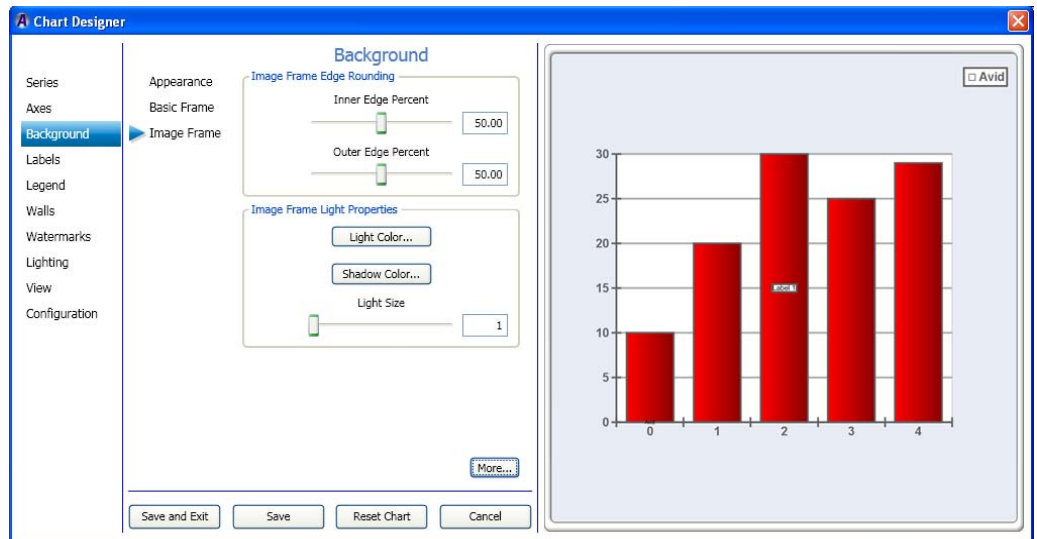 Chart Designer
Series
Axes
Background
Labels
Legend
Walls
Watermarks
Lighting
View
Configuration
Appearance
Basic Frame
Image Frame
Background
Image Frame Edge Rounding
Inner Edge Percent
50.00
Outer Edge Percent
50.00
Image Frame Light Properties
Light Color...
Shadow Color...
Light Size
1
More...
Save and Exit
Save
Reset Chart
Cancel
Avid
30
25
20
15
10
5
0
Label 1
0 1 2 3 4